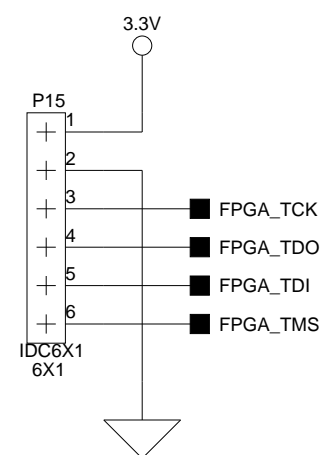 3.3V
P15
1
2
3 FPGA_TCK
4 FPGA_TDO
5 FPGA_TDI
6 FPGA_TMS
IDC6X1
6X1